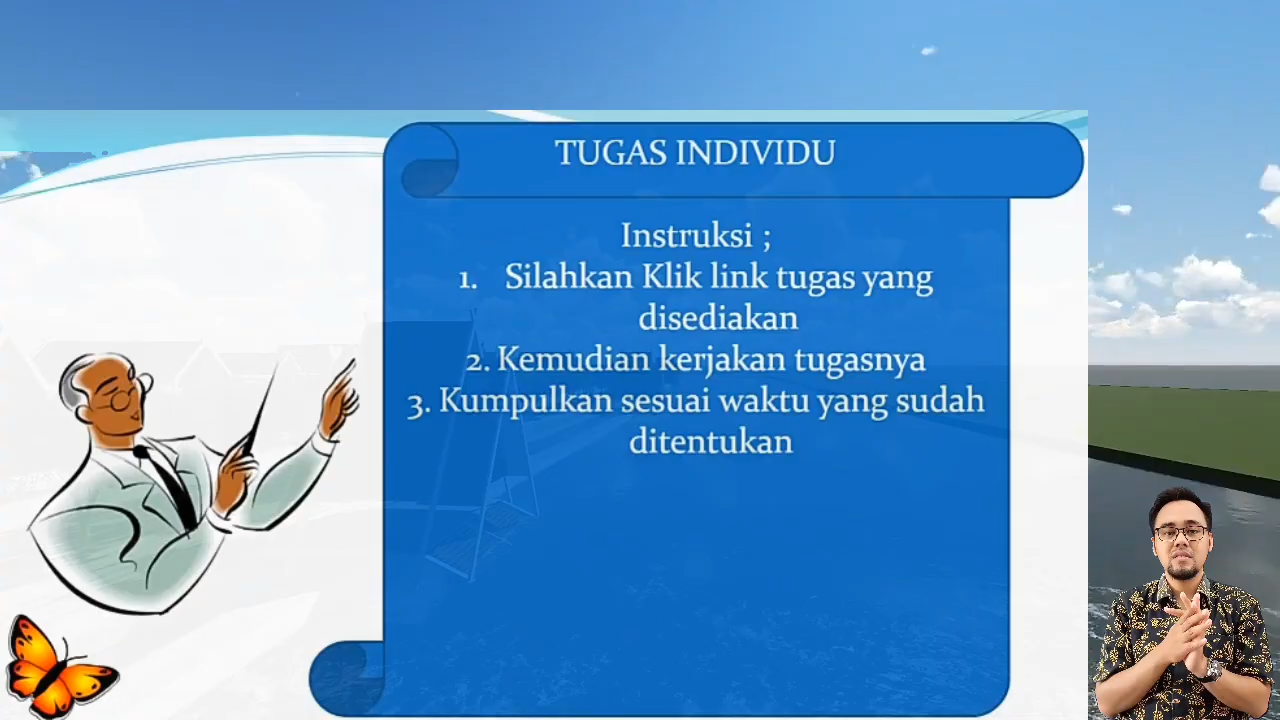 TUGAS INDIVIDU
Instruksi ;
1. Silahkan Klik link tugas yang
disediakan
2. Kemudian kerjakan tugasnya
3. Kumpulkan sesuai waktu yang sudah
ditentukan